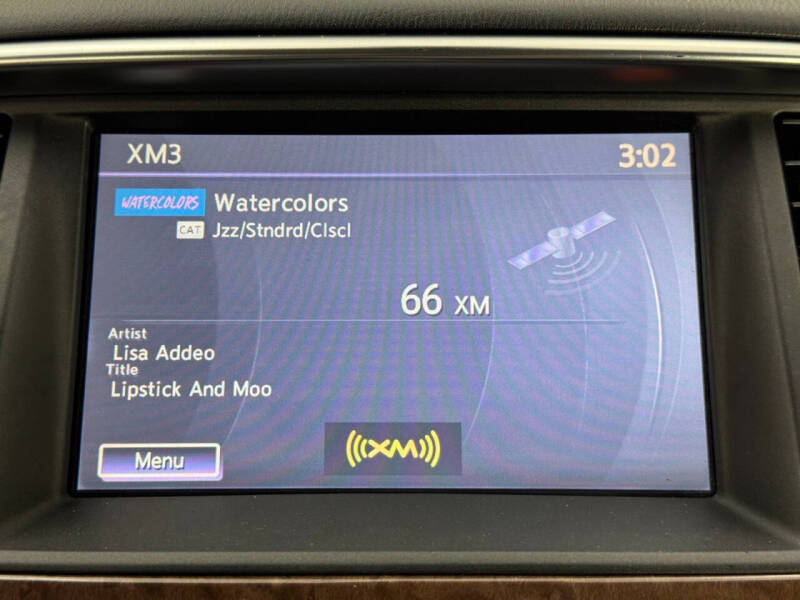 XM3 3:02
WATERCOLORS Watercolors
CAT Jzz/Stndrd/Clscl
66 XM
Artist
Lisa Addeo
Title
Lipstick And Moo
XM
Menu